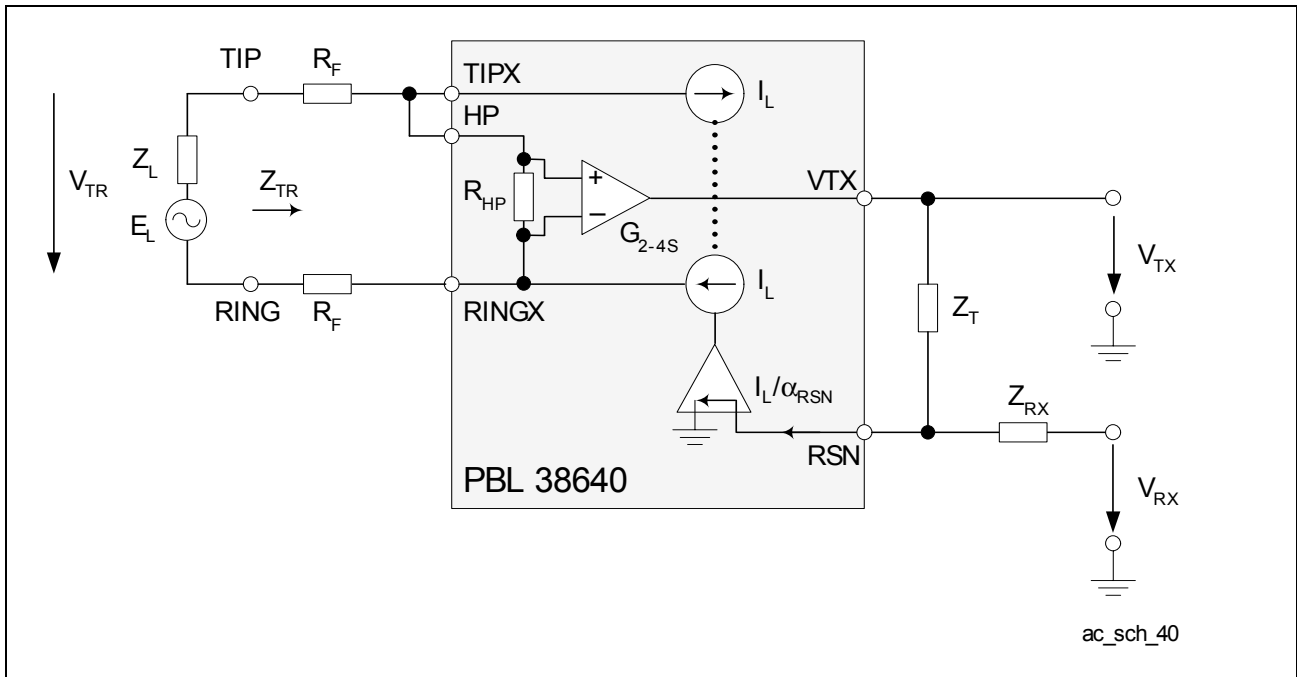 TIP
R_F
TIPX
HP
I_L
Z_L
V_TR
Z_TR
E_L
R_HP
+
−
G_2-4S
VTX
V_TX
I_L
Z_T
RING
R_F
RINGX
I_L/α_RSN
Z_RX
RSN
PBL 38640
V_RX
ac_sch_40